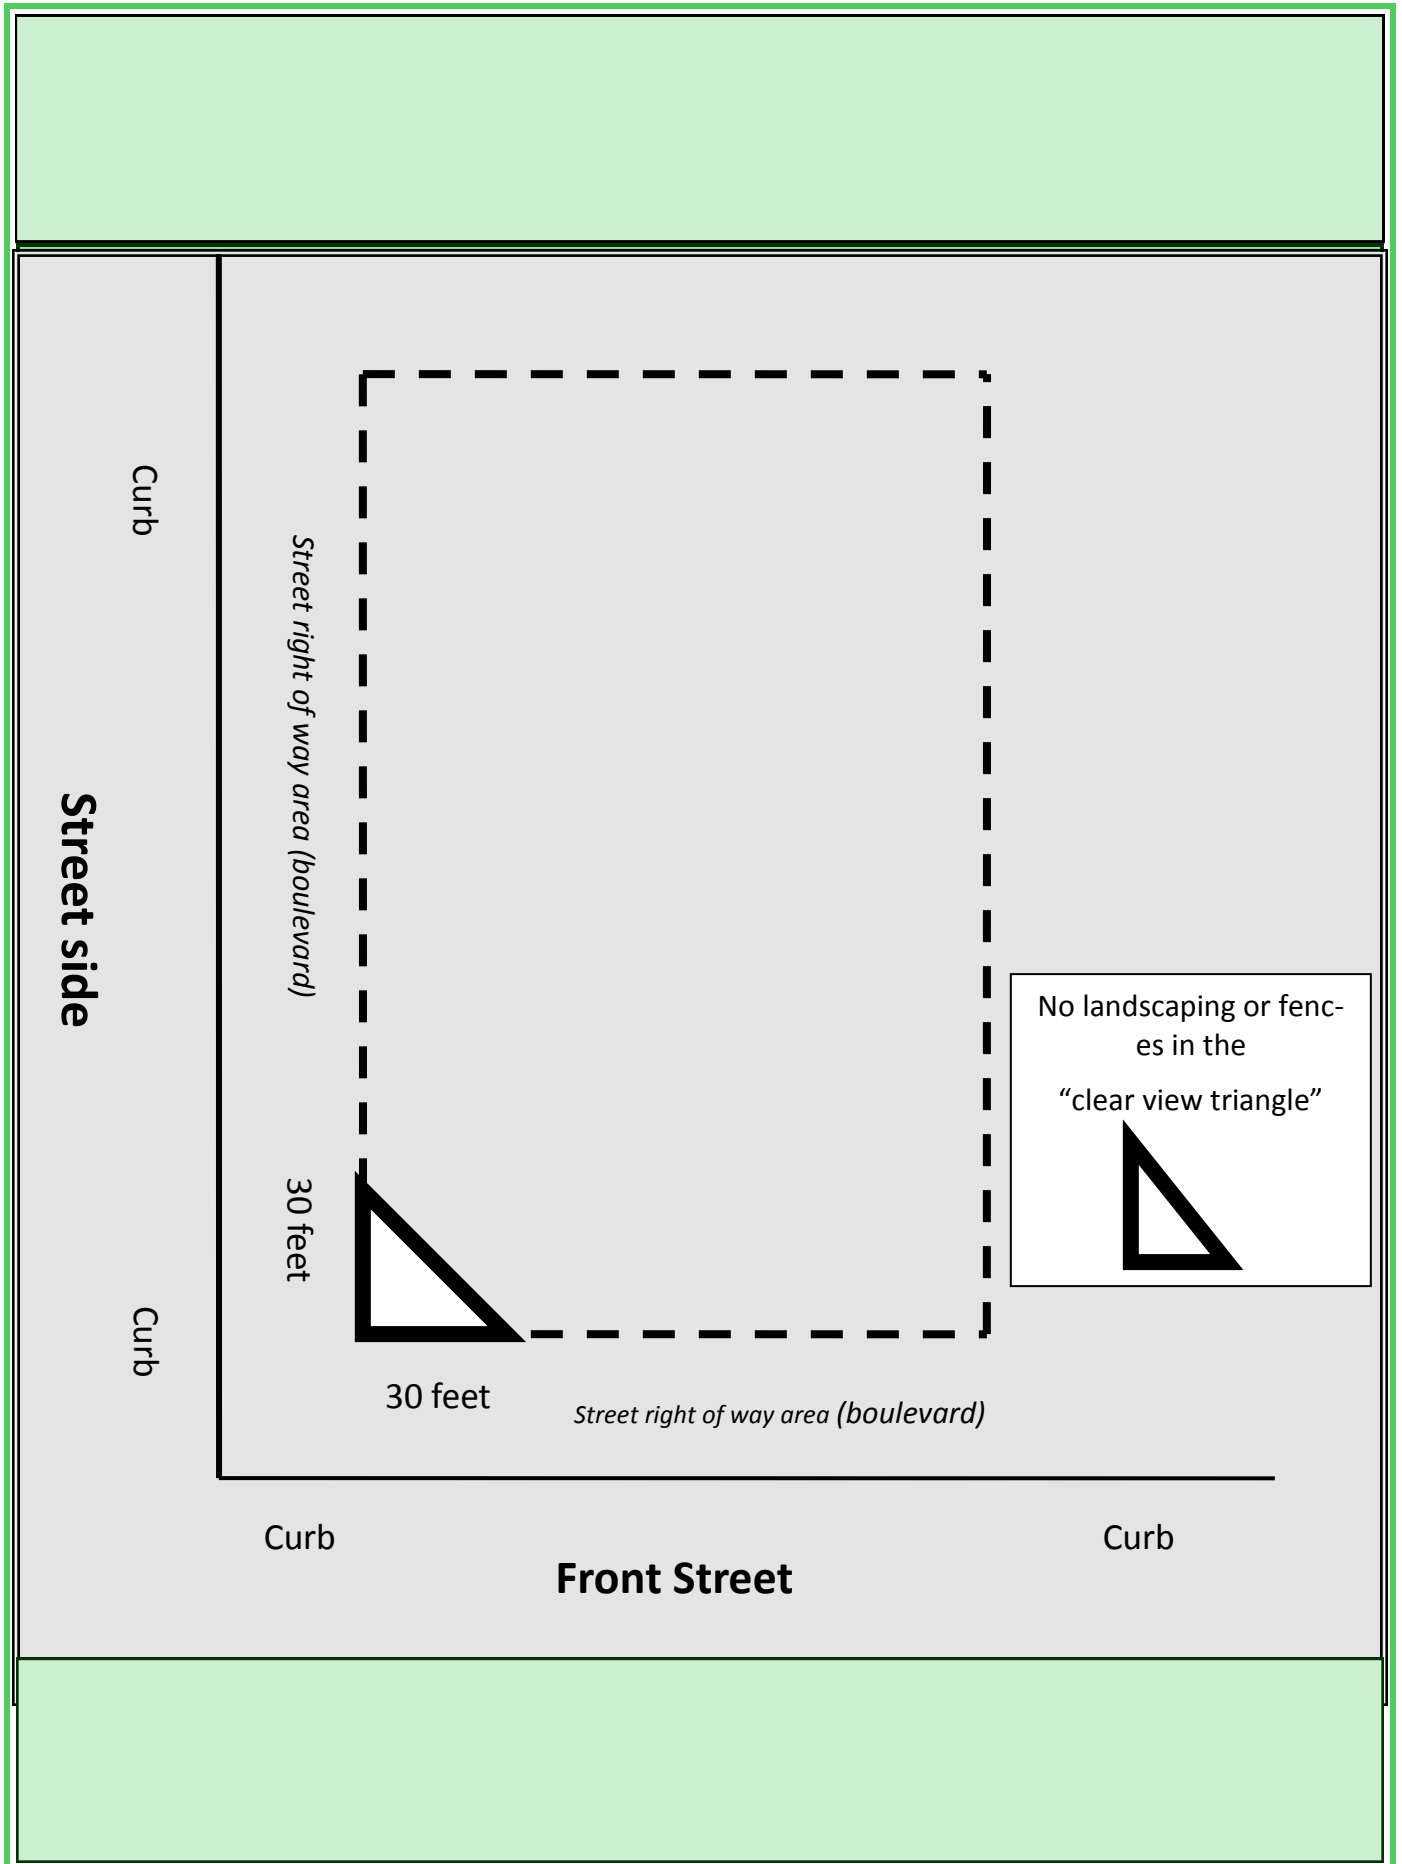 Curb
Street right of way area (boulevard)
Street side
No landscaping or fenc-
es in the
“clear view triangle”
30 feet
Curb
30 feet
Street right of way area (boulevard)
Curb
Curb
Front Street